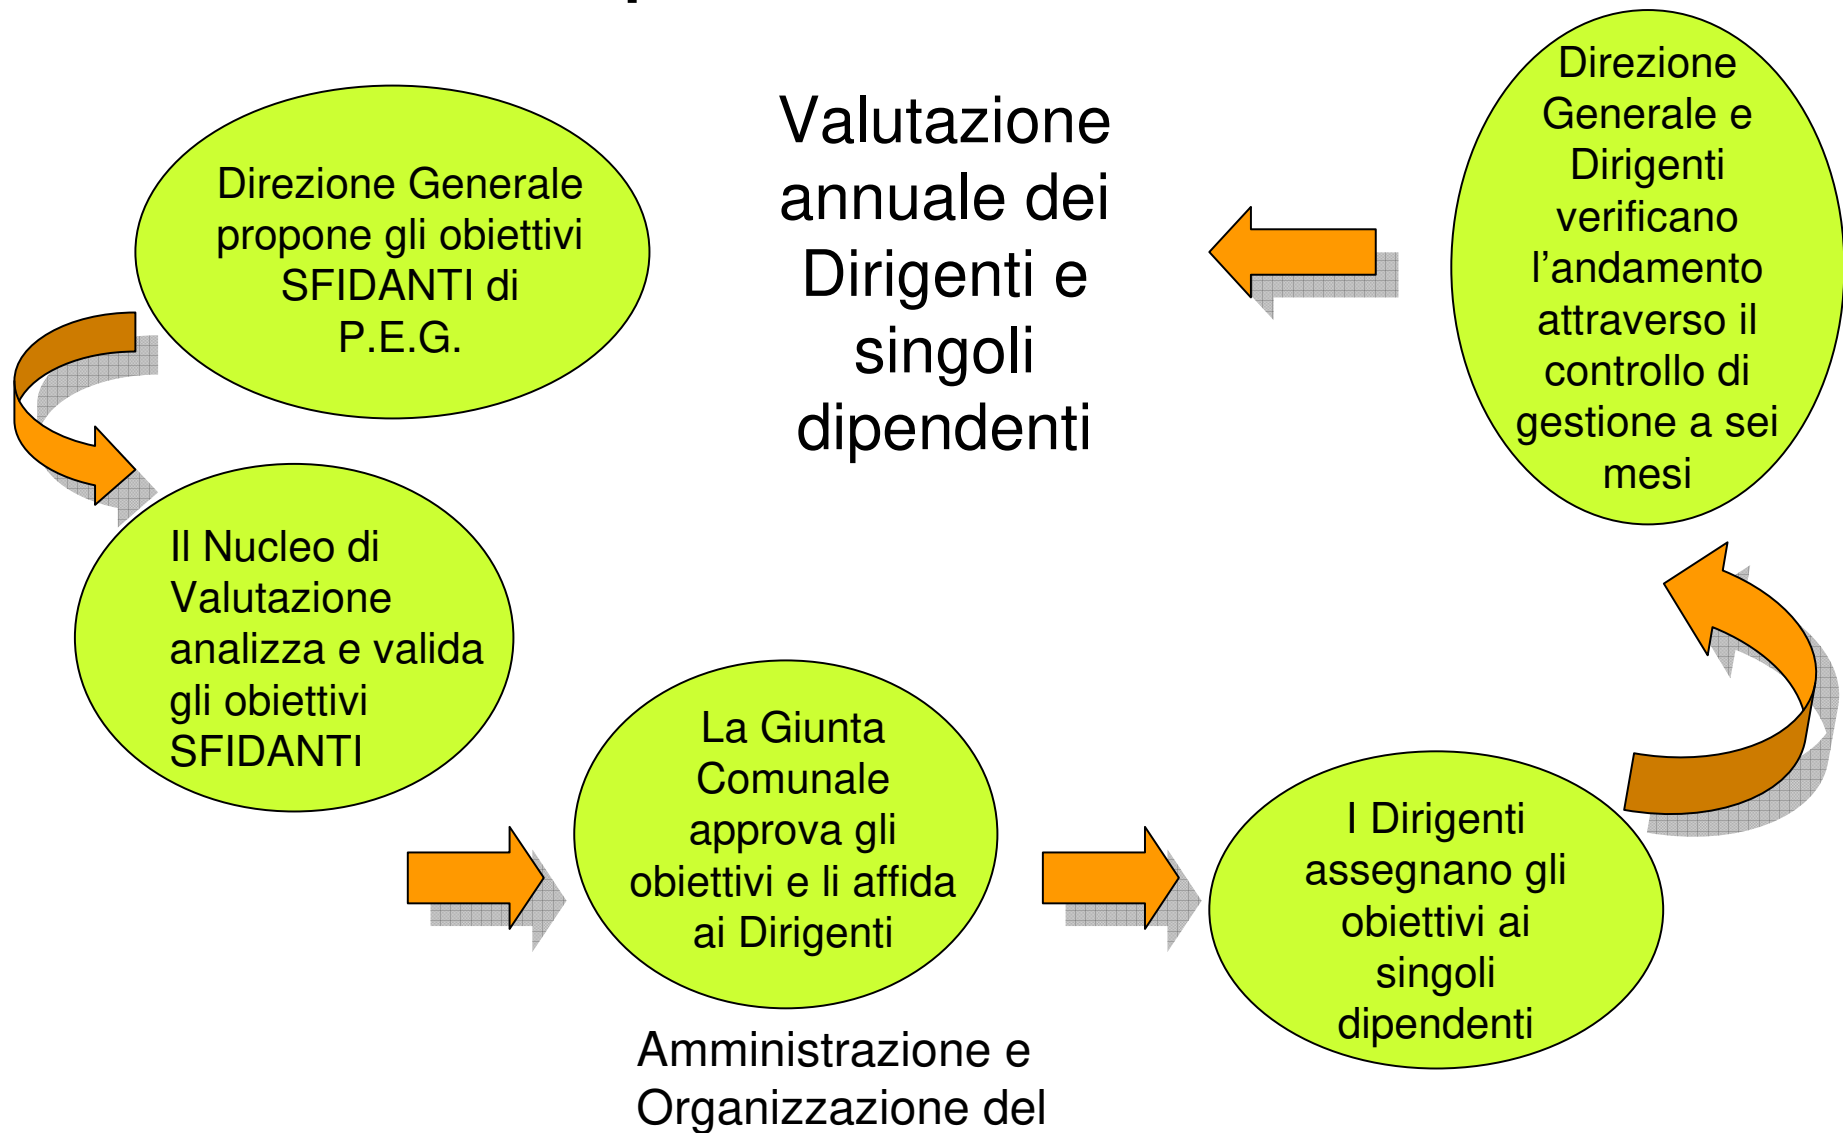 Direzione Generale
propone gli obiettivi
SFIDANTI di
P.E.G.
Il Nucleo di
Valutazione
analizza e valida
gli obiettivi
SFIDANTI
La Giunta
Comunale
approva gli
obiettivi e li affida
ai Dirigenti
I Dirigenti
assegnano gli
obiettivi ai
singoli
dipendenti
Direzione
Generale e
Dirigenti
verificano
l’andamento
attraverso il
controllo di
gestione a sei
mesi
Valutazione
annuale dei
Dirigenti e
singoli
dipendenti
Amministrazione e
Organizzazione del